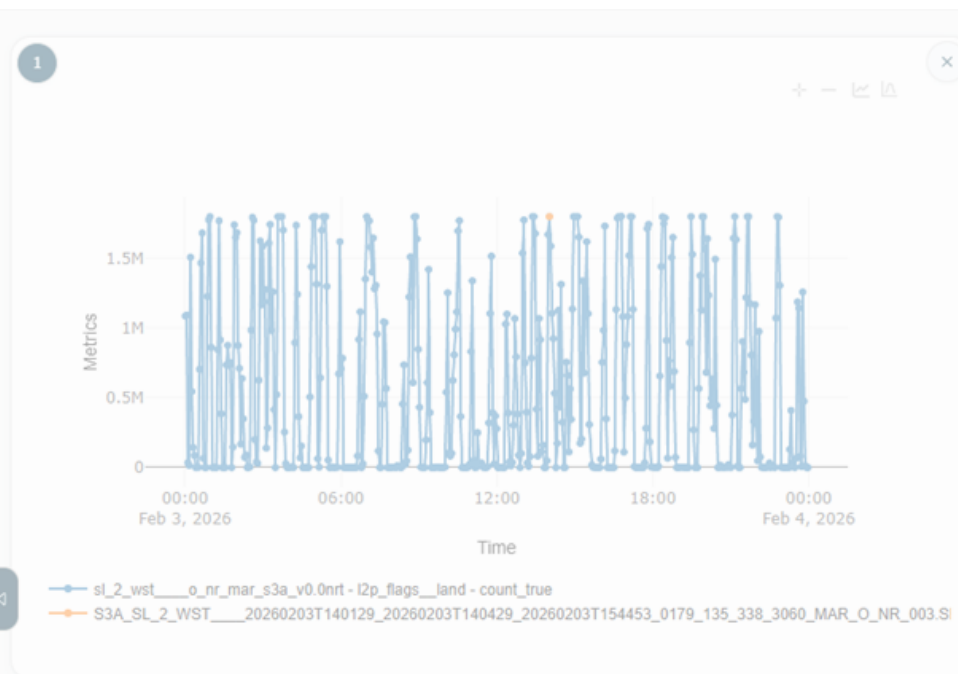 1
1.5M
1M
0.5M
0
Metrics
00:00 06:00 12:00 18:00 00:00
Feb 3, 2026 Feb 4, 2026
Time
sl_2_wst____o_nr_mar_s3a_v0.0nrt - l2p_flags__land - count_true
S3A_SL_2_WST____20260203T140129_20260203T140429_20260203T154453_0179_135_338_3060_MAR_O_NR_003.S